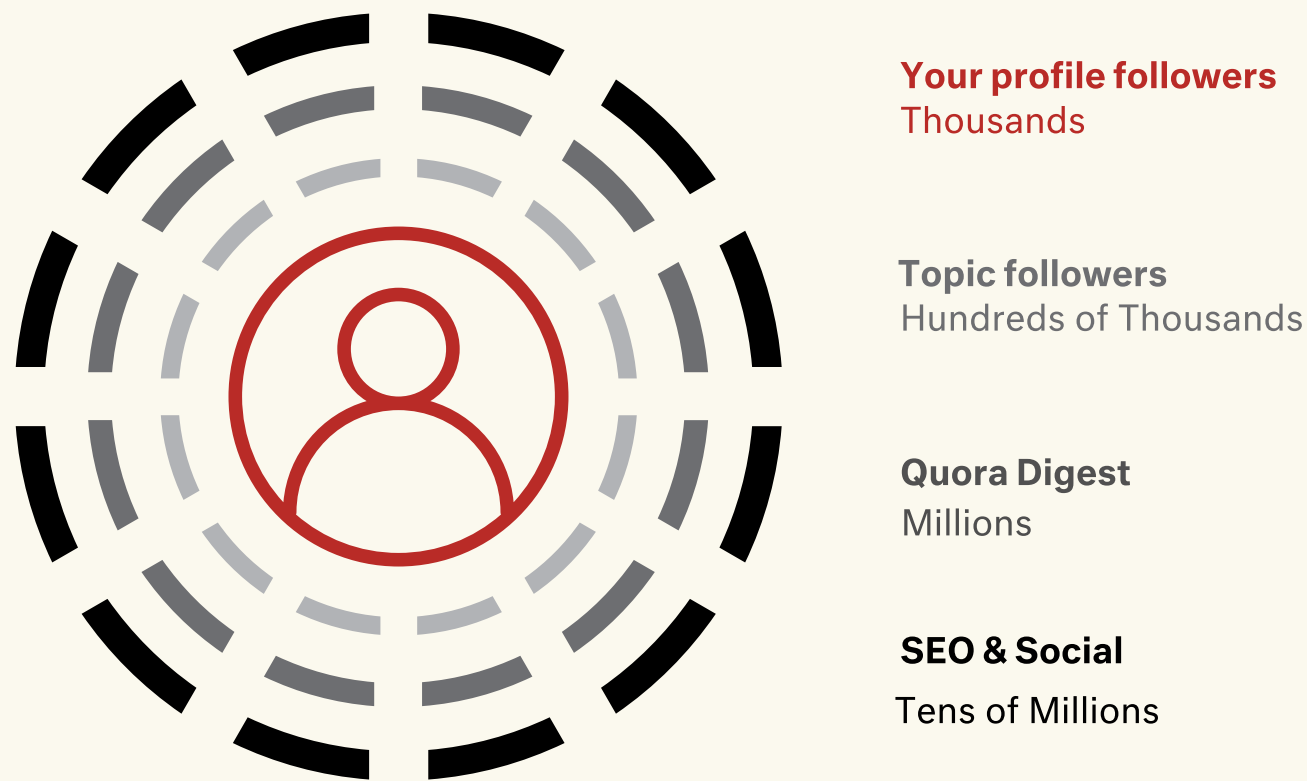 Your profile followers
Thousands
Topic followers
Hundreds of Thousands
Quora Digest
Millions
SEO & Social
Tens of Millions